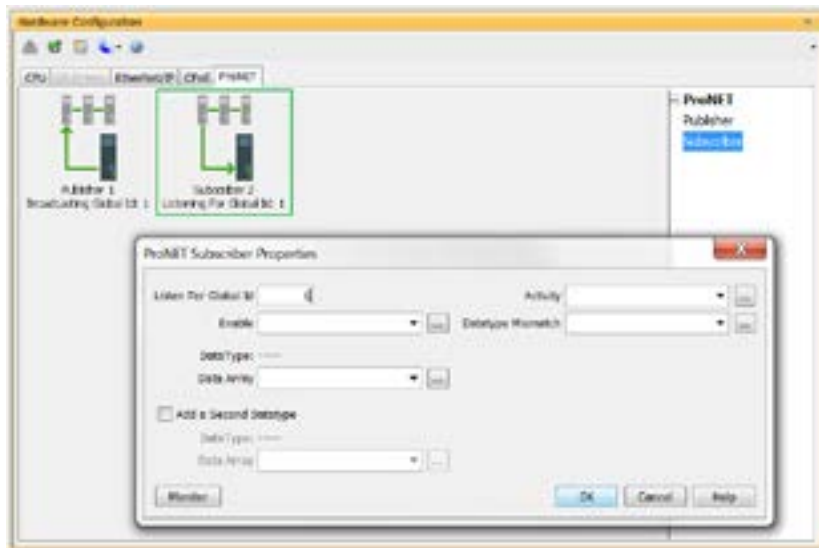 Hardware Configuration
CPU EtherNet/IP CPoE ProNET
ProNET
Publisher
Subscriber
Publisher 1
Broadcasting Global Id: 1
Subscriber 2
Listening For Global Id: 1
ProNET Subscriber Properties
Listen For Global Id
Activity
Enable
Datatype Mismatch
DataType: ----
Data Array
Add a Second Datatype
DataType: ----
Data Array
Monitor OK Cancel Help